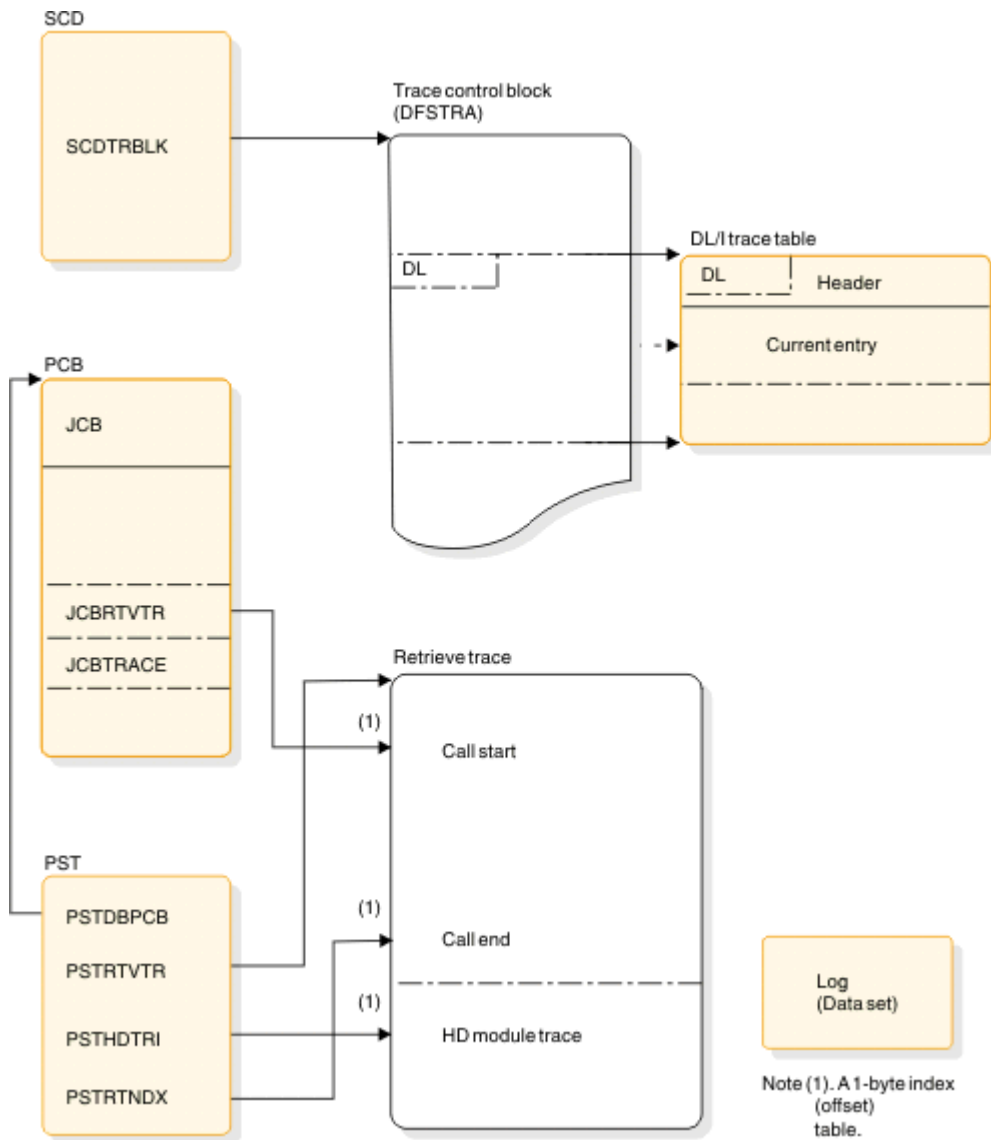 SCD
SCDTRBLK
Trace control block
(DFSTRA)
DL
DL/I trace table
DL
Header
Current entry
PCB
JCB
JCBRTVTR
JCBTRACE
Retrieve trace
(1)
Call start
PST
PSTDBPCB
PSTRTVTR
PSTHDTRI
PSTRTNDX
(1)
Call end
(1)
HD module trace
Log
(Data set)
Note (1). A 1-byte index
(offset)
table.